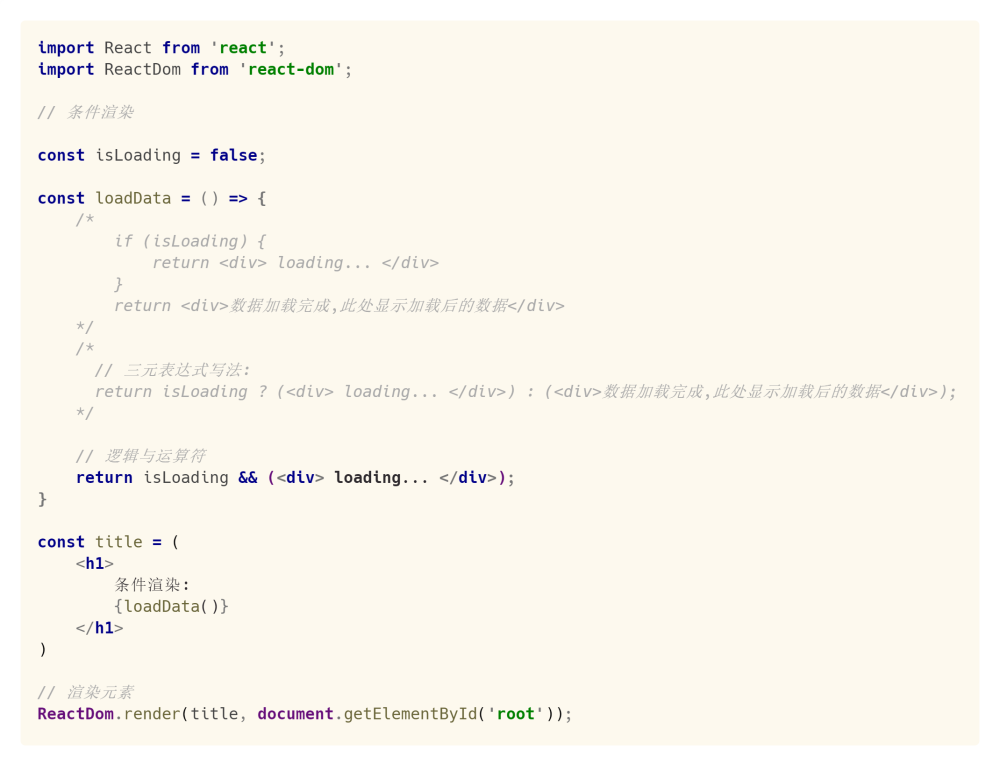 import React from 'react';
import ReactDom from 'react-dom';

// 条件渲染

const isLoading = false;

const loadData = () => {
    /*
        if (isLoading) {
            return <div> loading... </div>
        }
        return <div>数据加载完成,此处显示加载后的数据</div>
    */
    /*
      // 三元表达式写法:
      return isLoading ? (<div> loading... </div>) : (<div>数据加载完成,此处显示加载后的数据</div>);
    */

    // 逻辑与运算符
    return isLoading && (<div> loading... </div>);
}

const title = (
    <h1>
        条件渲染:
        {loadData()}
    </h1>
)

// 渲染元素
ReactDom.render(title, document.getElementById('root'));